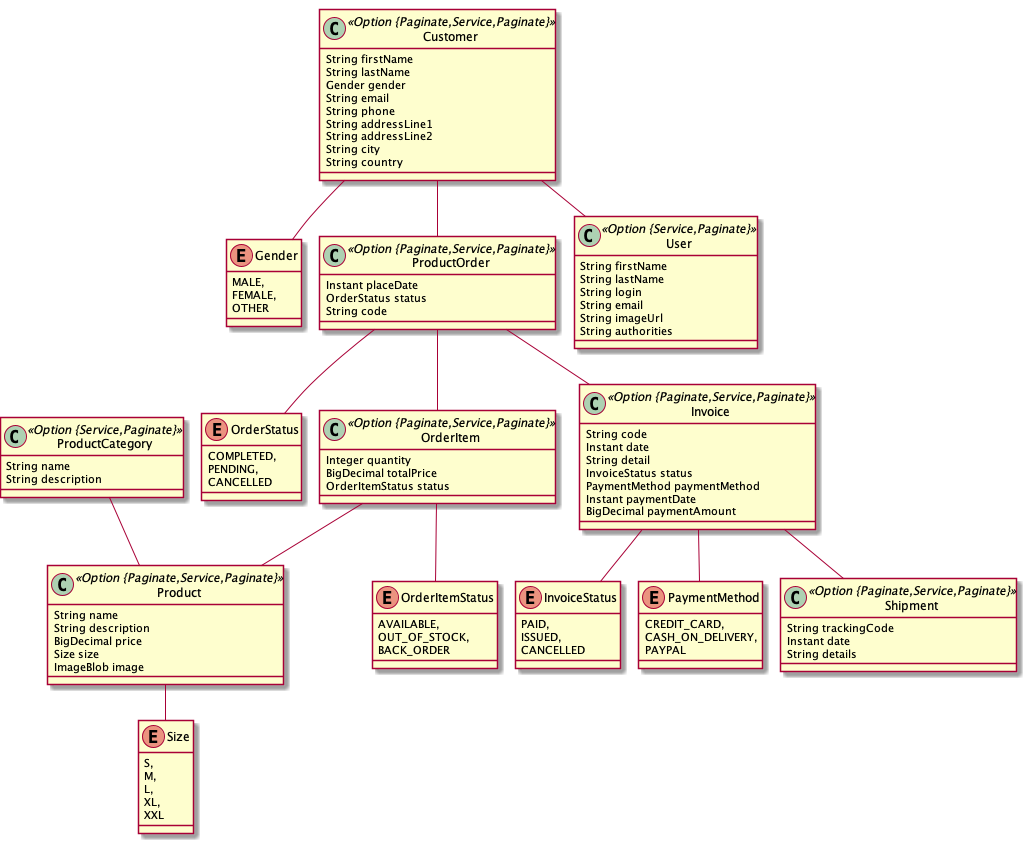 C «Option {Paginate,Service,Paginate}»
Customer
String firstName
String lastName
Gender gender
String email
String phone
String addressLine1
String addressLine2
String city
String country
E Gender
MALE,
FEMALE,
OTHER
C «Option {Paginate,Service,Paginate}»
ProductOrder
Instant placeDate
OrderStatus status
String code
C «Option {Service,Paginate}»
User
String firstName
String lastName
String login
String email
String imageUrl
String authorities
C «Option {Service,Paginate}»
ProductCategory
String name
String description
E OrderStatus
COMPLETED,
PENDING,
CANCELLED
C «Option {Paginate,Service,Paginate}»
OrderItem
Integer quantity
BigDecimal totalPrice
OrderItemStatus status
C «Option {Paginate,Service,Paginate}»
Invoice
String code
Instant date
String detail
InvoiceStatus status
PaymentMethod paymentMethod
Instant paymentDate
BigDecimal paymentAmount
C «Option {Paginate,Service,Paginate}»
Product
String name
String description
BigDecimal price
Size size
ImageBlob image
E OrderItemStatus
AVAILABLE,
OUT_OF_STOCK,
BACK_ORDER
E InvoiceStatus
PAID,
ISSUED,
CANCELLED
E PaymentMethod
CREDIT_CARD,
CASH_ON_DELIVERY,
PAYPAL
C «Option {Paginate,Service,Paginate}»
Shipment
String trackingCode
Instant date
String details
E Size
S,
M,
L,
XL,
XXL